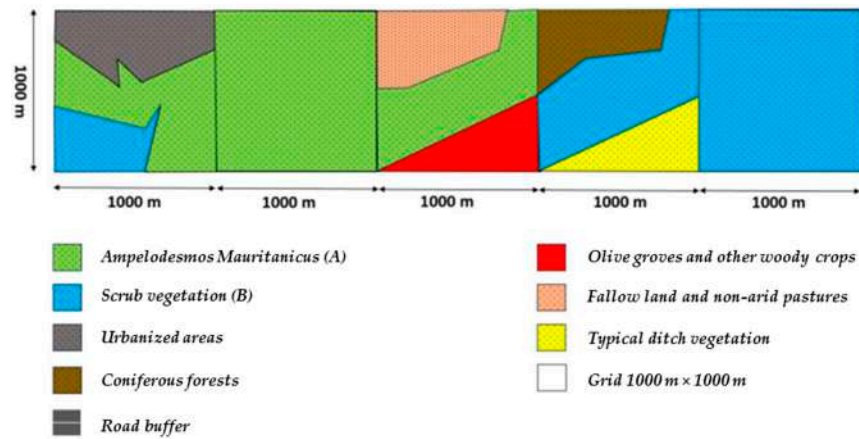 1000 m
1000 m 1000 m 1000 m 1000 m 1000 m
Ampelodesmos Mauritanicus (A)
Scrub vegetation (B)
Urbanized areas
Coniferous forests
Road buffer
Olive groves and other woody crops
Fallow land and non-arid pastures
Typical ditch vegetation
Grid 1000 m × 1000 m